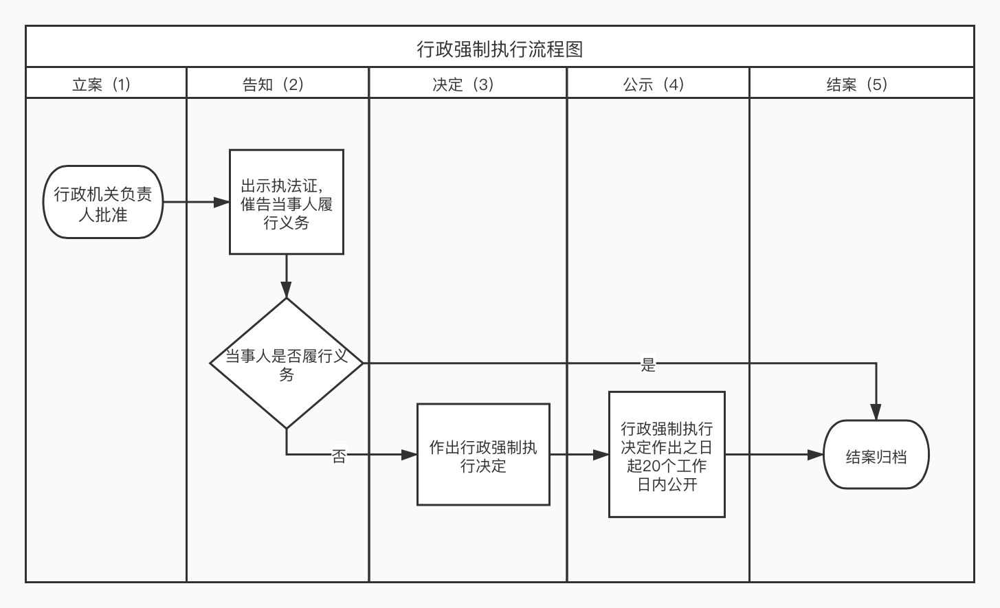 行政强制执行流程图
立案（1）
告知（2）
决定（3）
公示（4）
结案（5）
行政机关负责
人批准
出示执法证，
催告当事人履
行义务
当事人是否履行义
务
是
否
作出行政强制执
行决定
行政强制执行
决定作出之日
起20个工作
日内公开
结案归档